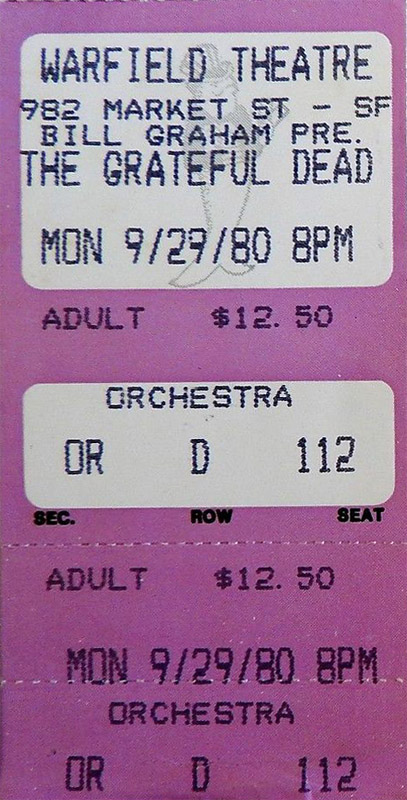 WARFIELD THEATRE
982 MARKET ST - SF
BILL GRAHAM PRE.
THE GRATEFUL DEAD
MON 9/29/80 8PM
ADULT $12.50
ORCHESTRA
OR D 112
SEC. ROW SEAT
ADULT $12.50
MON 9/29/80 8PM
ORCHESTRA
OR D 112